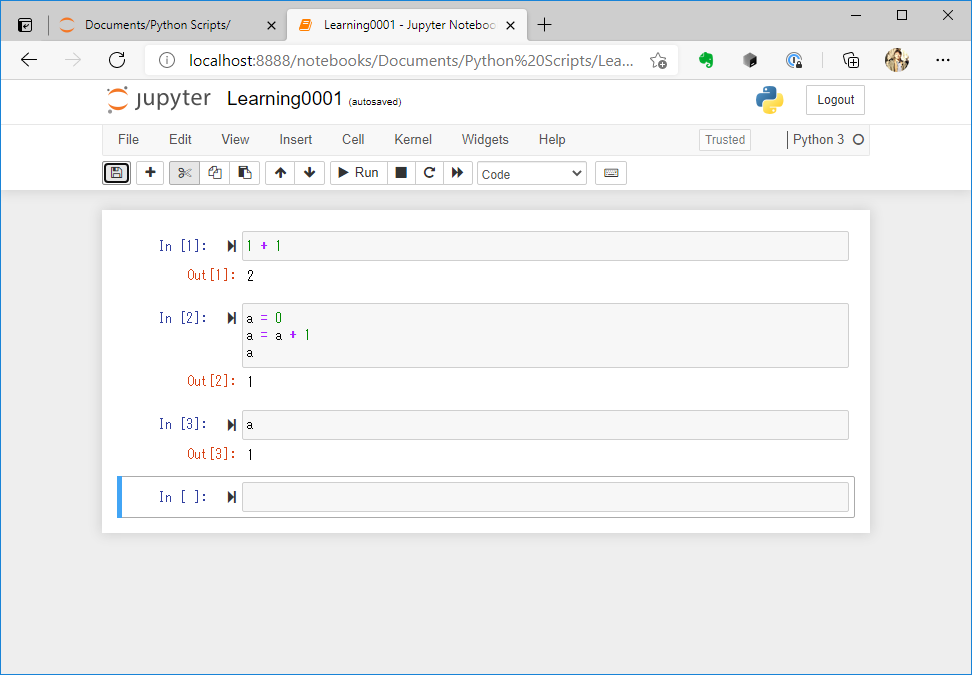 Documents/Python Scripts/
Learning0001 - Jupyter Noteboo
localhost:8888/notebooks/Documents/Python%20Scripts/Lea...
jupyter Learning0001 (autosaved)
Logout
File Edit View Insert Cell Kernel Widgets Help Trusted Python 3
Run Code
In [1]: 1 + 1
Out[1]: 2
In [2]: a = 0
a = a + 1
a
Out[2]: 1
In [3]: a
Out[3]: 1
In [ ]: